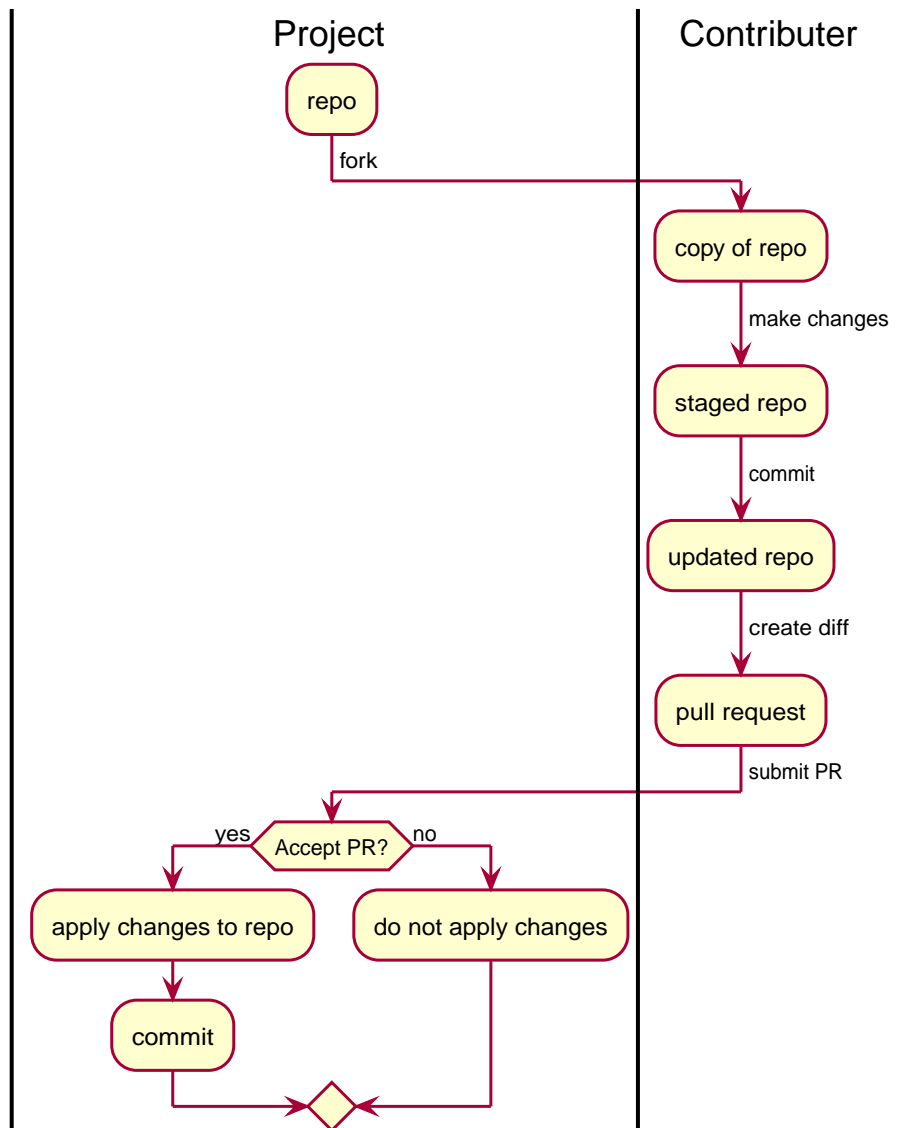 Project
Contributer
repo
fork
copy of repo
make changes
staged repo
commit
updated repo
create diff
pull request
submit PR
yes
Accept PR?
no
apply changes to repo
do not apply changes
commit